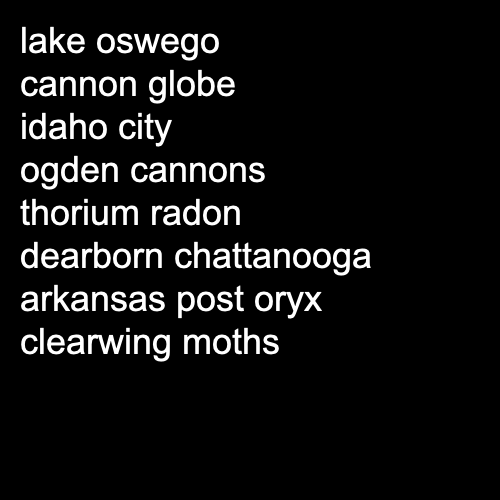 lake oswego
cannon globe
idaho city
ogden cannons
thorium radon
dearborn chattanooga
arkansas post oryx
clearwing moths